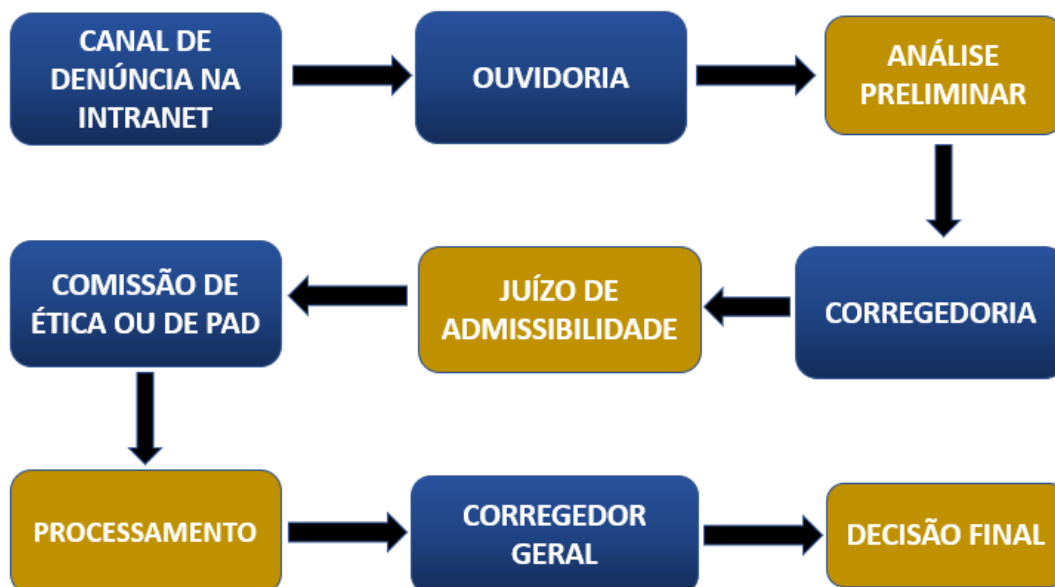 CANAL DE
DENÚNCIA NA
INTRANET
OUVIDORIA
ANÁLISE
PRELIMINAR
CORREGEDORIA
JUÍZO DE
ADMISSIBILIDADE
COMISSÃO DE
ÉTICA OU DE PAD
PROCESSAMENTO
CORREGEDOR
GERAL
DECISÃO FINAL